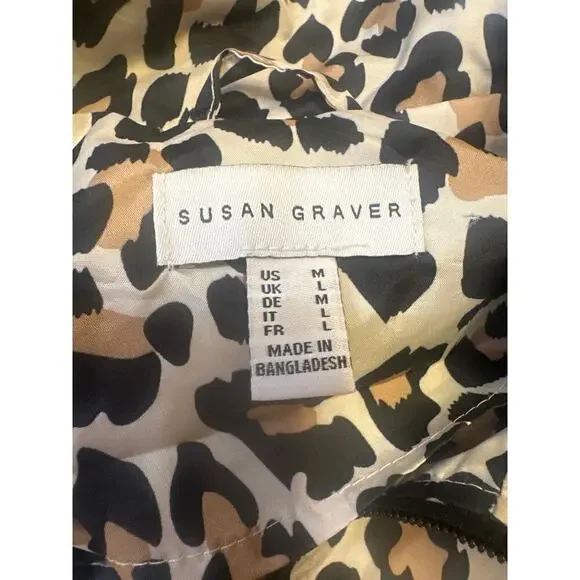 SUSAN GRAVER
US M
UK L
DE M
IT L
FR L
MADE IN
BANGLADESH